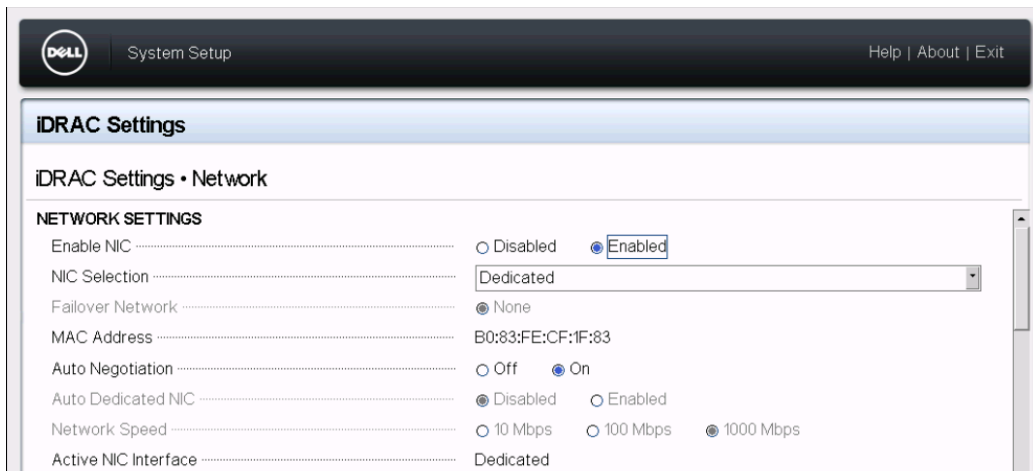 DELL System Setup Help | About | Exit
iDRAC Settings
iDRAC Settings • Network
NETWORK SETTINGS
Enable NIC Disabled Enabled
NIC Selection Dedicated
Failover Network None
MAC Address B0:83:FE:CF:1F:83
Auto Negotiation Off On
Auto Dedicated NIC Disabled Enabled
Network Speed 10 Mbps 100 Mbps 1000 Mbps
Active NIC Interface Dedicated